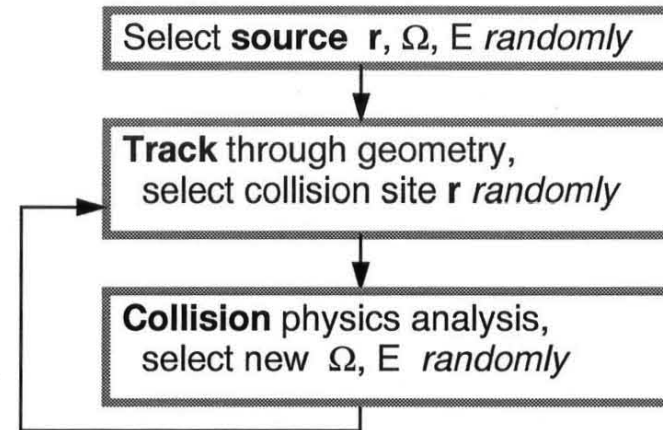 Select source r, Ω, E randomly
Track through geometry,
select collision site r randomly
Collision physics analysis,
select new Ω, E randomly